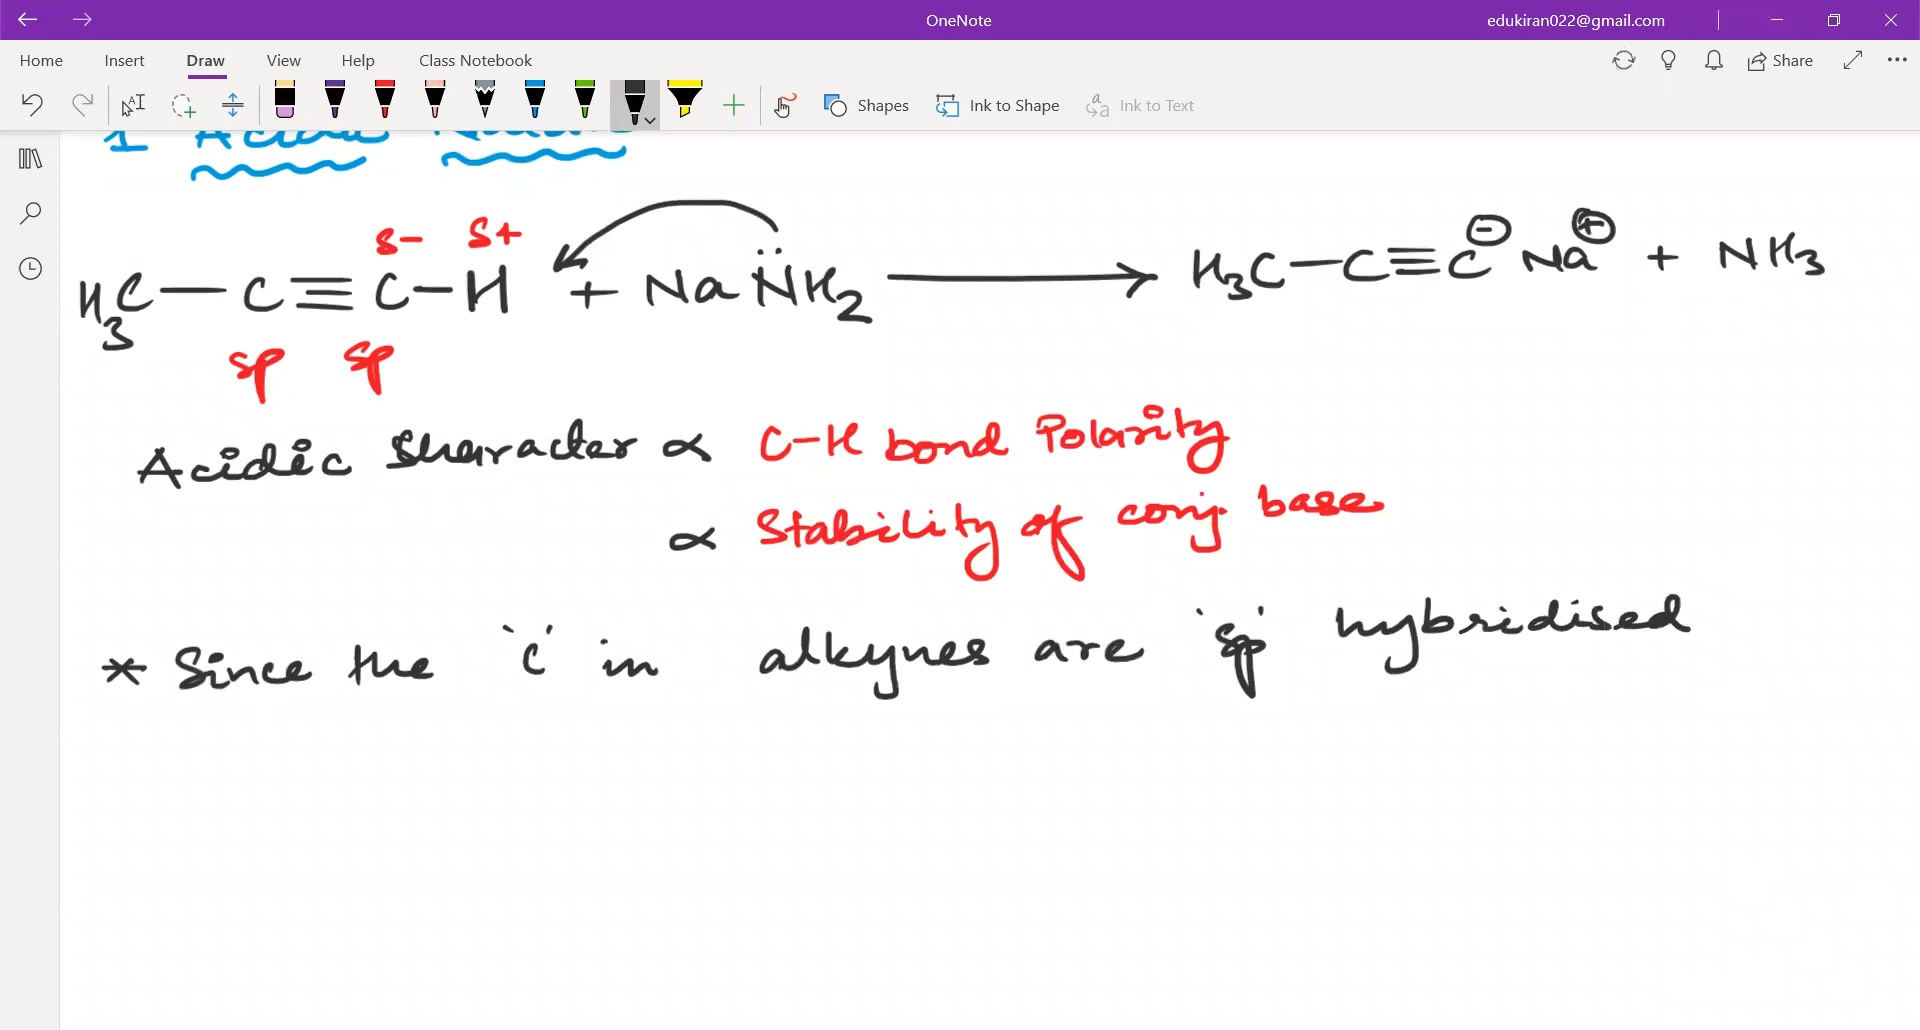 OneNote
edukiran022@gmail.com
Home Insert Draw View Help Class Notebook
Share
Shapes Ink to Shape Ink to Text
1 Acidic
δ- δ+
H₃C — C ≡ C — H + Na N̈H₂ ⟶ H₃C — C ≡ C⊖ Na⊕ + NH₃
sp sp
Acidic character ∝ C-H bond Polarity
∝ Stability of conj. base
* Since the 'C' in alkynes are 'sp' hybridised